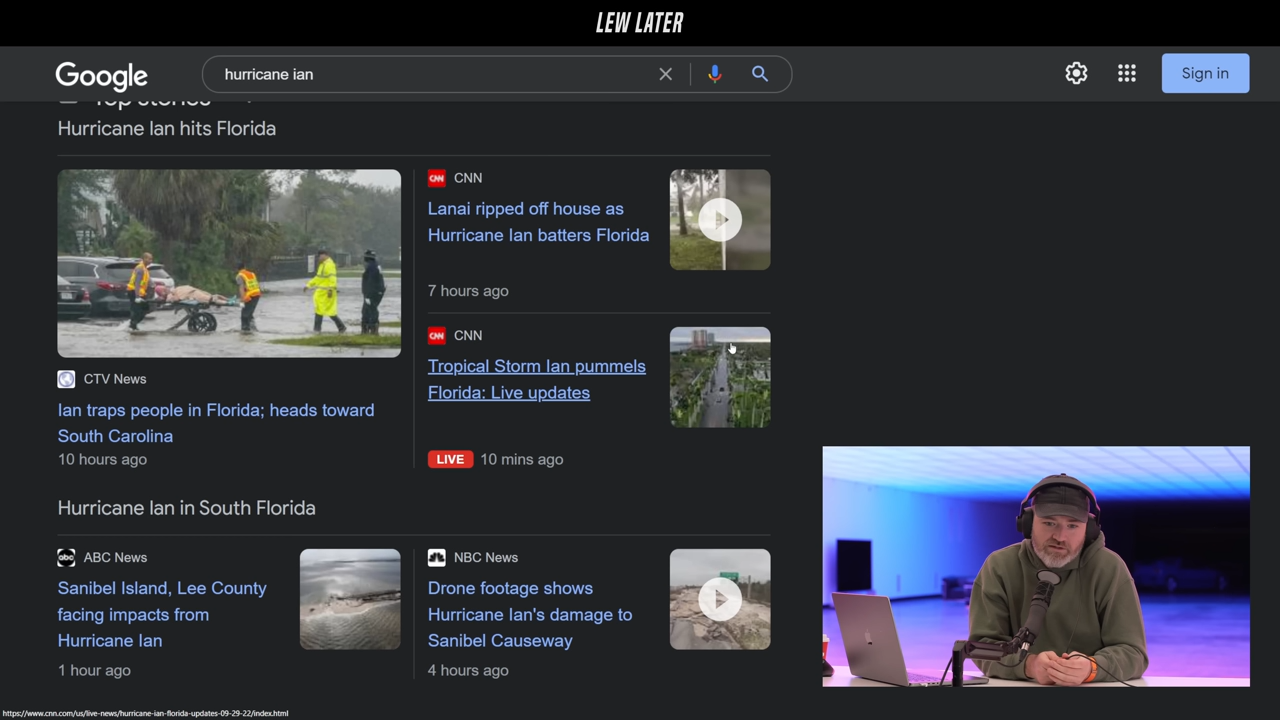 LEW LATER
Google
hurricane ian
Sign in
Top stories
Hurricane Ian hits Florida
CNN
CNN
Lanai ripped off house as
Hurricane Ian batters Florida
7 hours ago
CNN
CNN
Tropical Storm Ian pummels
Florida: Live updates
LIVE
10 mins ago
CTV News
Ian traps people in Florida; heads toward
South Carolina
10 hours ago
Hurricane Ian in South Florida
abc
ABC News
Sanibel Island, Lee County
facing impacts from
Hurricane Ian
1 hour ago
NBC News
Drone footage shows
Hurricane Ian's damage to
Sanibel Causeway
4 hours ago
https://www.cnn.com/us/live-news/hurricane-ian-florida-updates-09-29-22/index.html